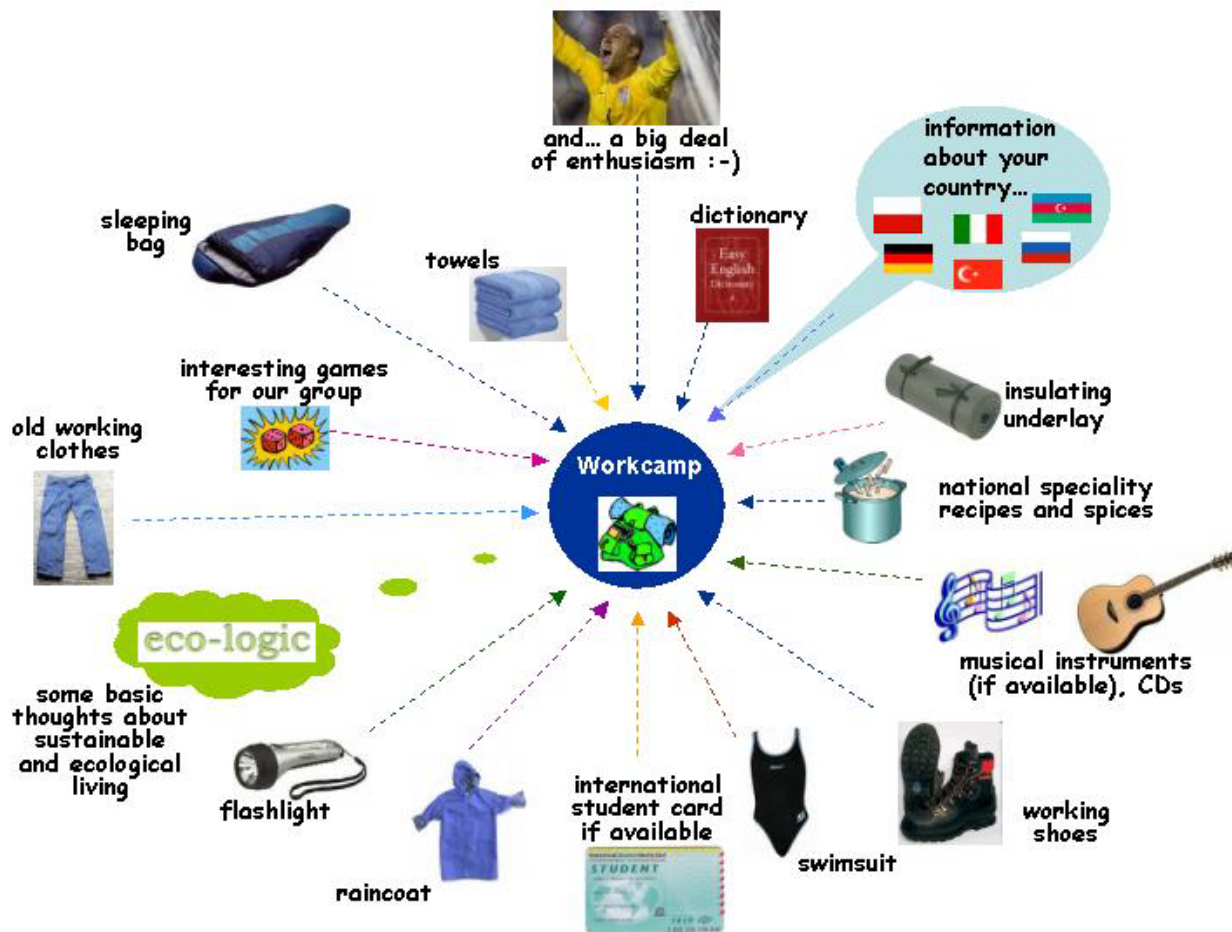 and... a big deal
of enthusiasm :-)
information
about your
country...
sleeping
bag
towels
dictionary
Easy
English
Dictionary
interesting games
for our group
insulating
underlay
old working
clothes
Workcamp
national speciality
recipes and spices
eco-logic
musical instruments
(if available), CDs
some basic
thoughts about
sustainable
and ecological
living
flashlight
raincoat
international
student card
if available
STUDENT
swimsuit
working
shoes